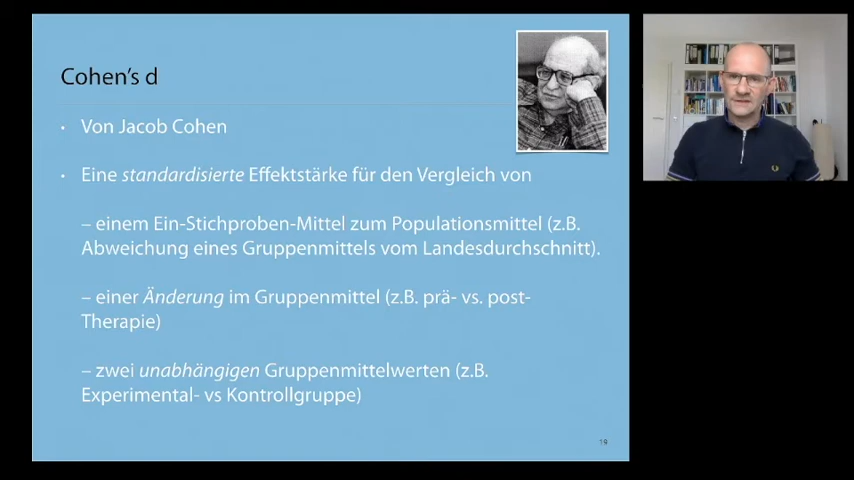 Cohen's d
• Von Jacob Cohen
• Eine standardisierte Effektstärke für den Vergleich von
– einem Ein-Stichproben-Mittel zum Populationsmittel (z.B.
Abweichung eines Gruppenmittels vom Landesdurchschnitt).
– einer Änderung im Gruppenmittel (z.B. prä- vs. post-
Therapie)
– zwei unabhängigen Gruppenmittelwerten (z.B.
Experimental- vs Kontrollgruppe)
19